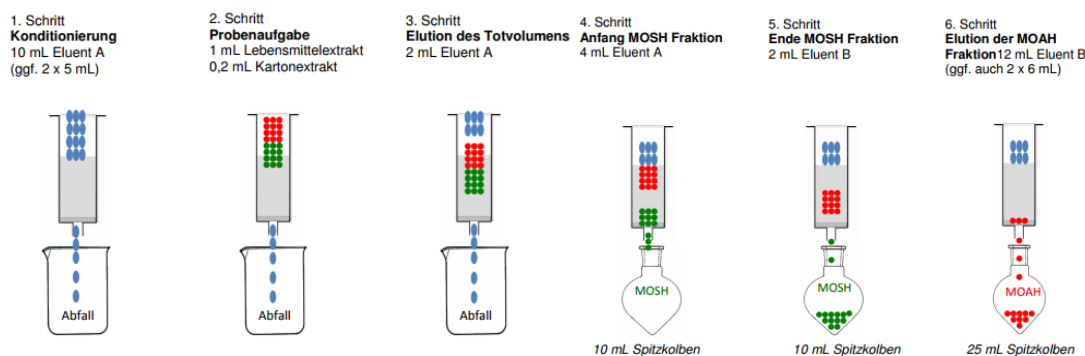 1. Schritt
Konditionierung
10 mL Eluent A
(ggf. 2 x 5 mL)
2. Schritt
Probenaufgabe
1 mL Lebensmittelextrakt
0,2 mL Kartonextrakt
3. Schritt
Elution des Totvolumens
2 mL Eluent A
4. Schritt
Anfang MOSH Fraktion
4 mL Eluent A
5. Schritt
Ende MOSH Fraktion
2 mL Eluent B
6. Schritt
Elution der MOAH
Fraktion12 mL Eluent B
(ggf. auch 2 x 6 mL)
Abfall
Abfall
Abfall
MOSH
MOSH
MOAH
10 mL Spitzkolben
10 mL Spitzkolben
25 mL Spitzkolben